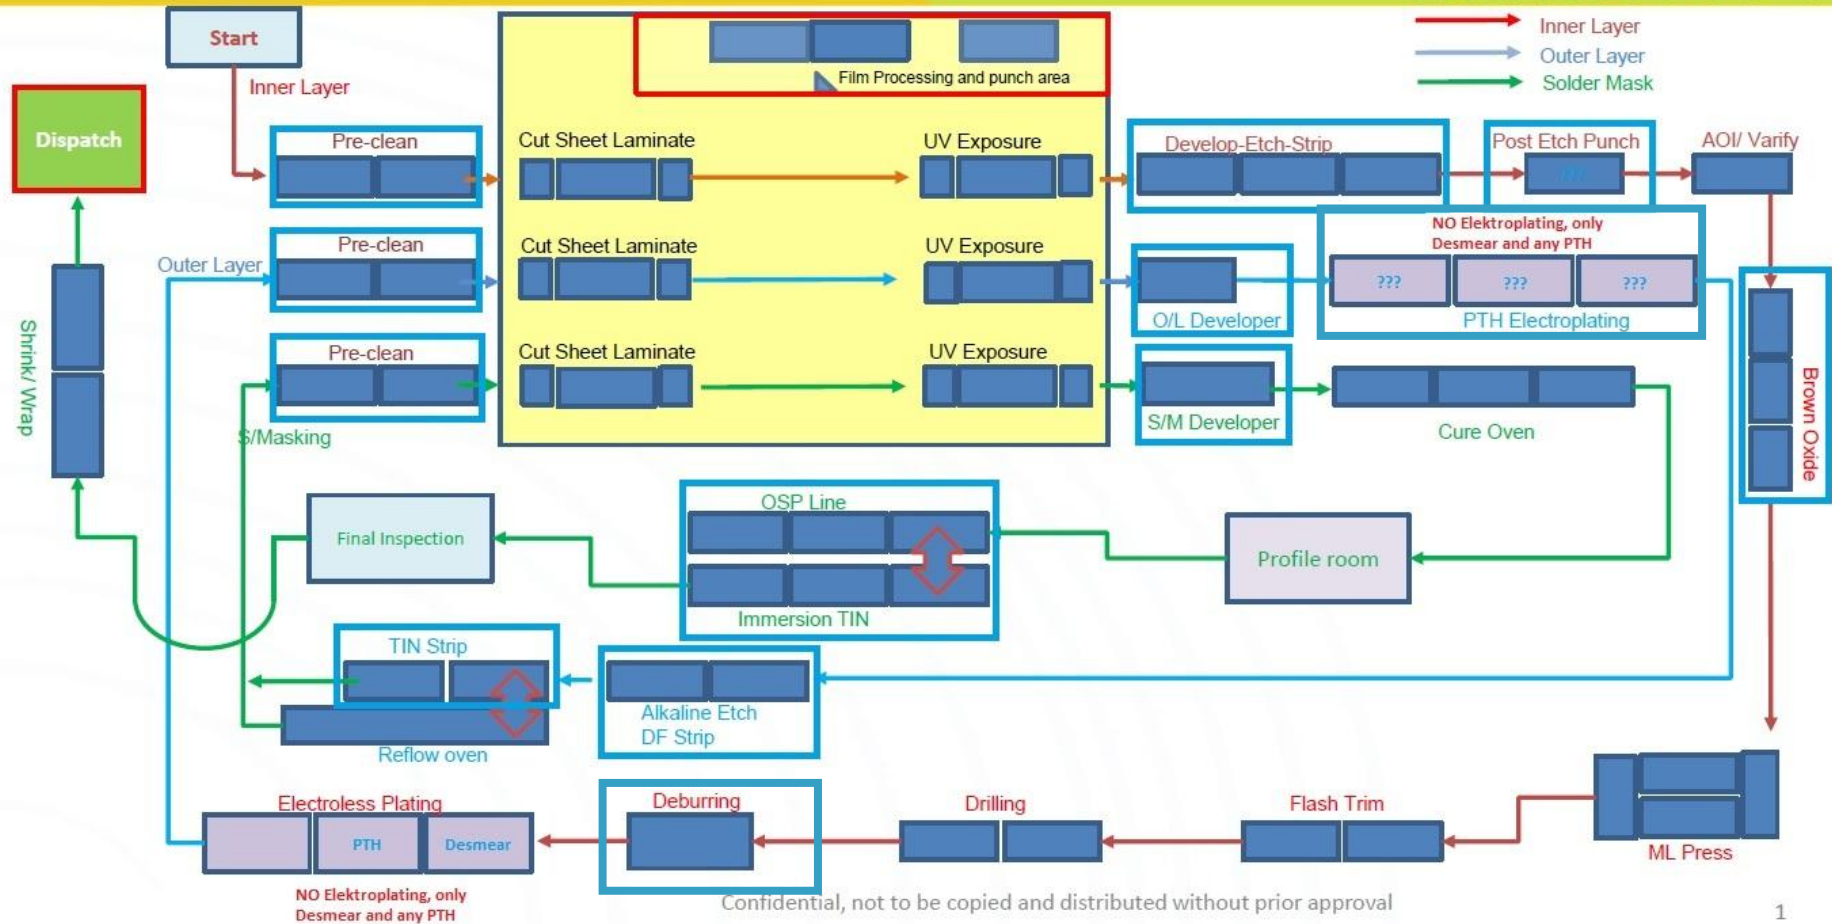 Start
Inner Layer
Dispatch
Film Processing and punch area
Inner Layer
Outer Layer
Solder Mask
Pre-clean
Cut Sheet Laminate
UV Exposure
Develop-Etch-Strip
Post Etch Punch
???
AOI/ Varify
NO Elektroplating, only
Desmear and any PTH
Outer Layer
Pre-clean
Cut Sheet Laminate
UV Exposure
O/L Developer
???
???
???
PTH Electroplating
Shrink/ Wrap
Pre-clean
S/Masking
Cut Sheet Laminate
UV Exposure
S/M Developer
Cure Oven
Brown Oxide
Final Inspection
OSP Line
Immersion TIN
Profile room
TIN Strip
Reflow oven
Alkaline Etch
DF Strip
Electroless Plating
PTH
Desmear
NO Elektroplating, only
Desmear and any PTH
Deburring
Drilling
Flash Trim
ML Press
Confidential, not to be copied and distributed without prior approval
1